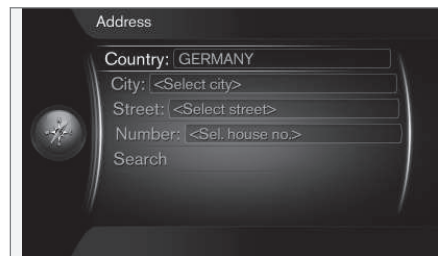 Address
Country: GERMANY
City: <Select city>
Street: <Select street>
Number: <Sel. house no.>
Search